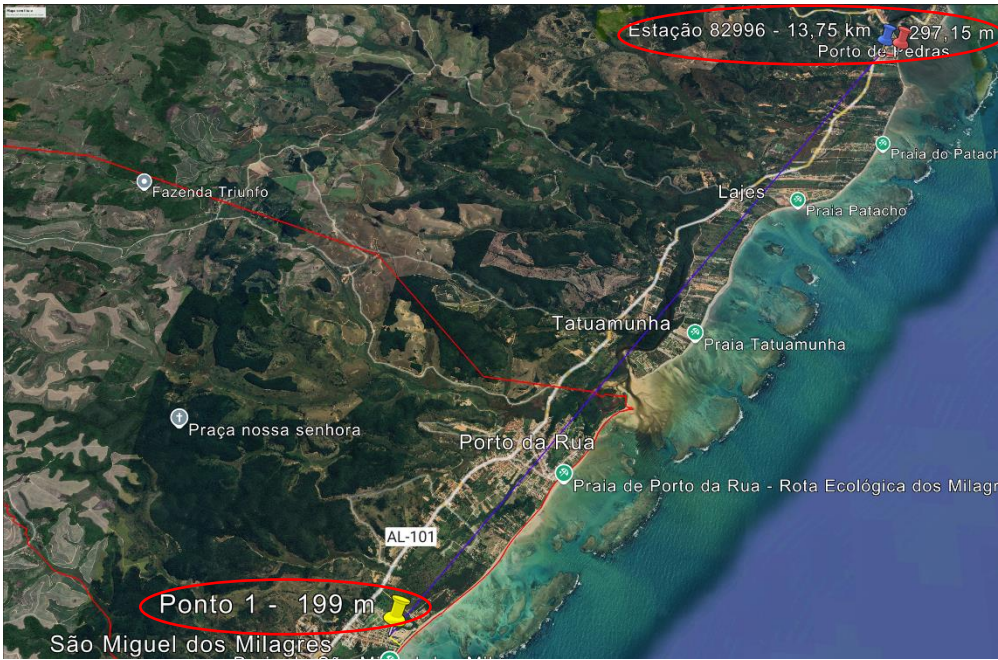 Estação 82996 - 13,75 km
297,15 m
Porto de Pedras
Praia do Patach
Fazenda Triunfo
Lajes
Praia Patacho
Tatuamunha
Praia Tatuamunha
Praça nossa senhora
Porto da Rua
Praia de Porto da Rua - Rota Ecológica dos Milagr
AL-101
Ponto 1 - 199 m
São Miguel dos Milagres